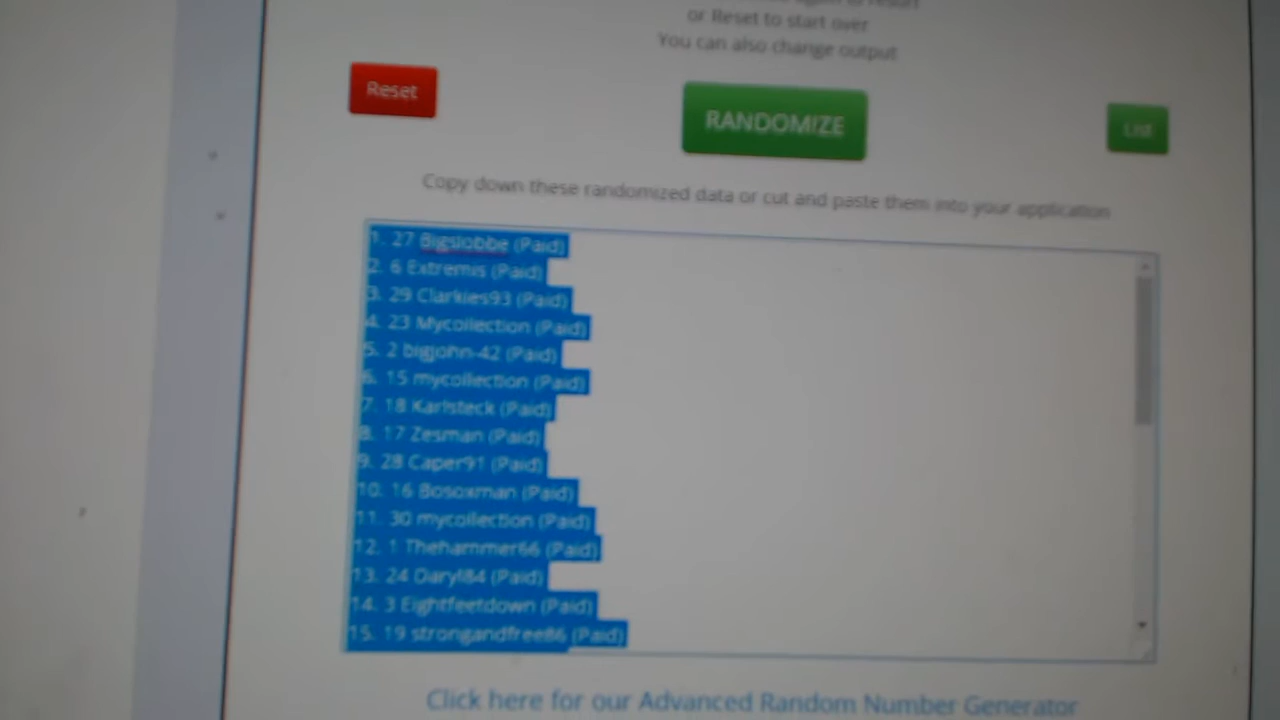 or Reset to start over
You can also change output
Reset
RANDOMIZE
List
Copy down these randomized data or cut and paste them into your application
1. 27 Bigslobbe (Paid)
2. 6 Extremis (Paid)
3. 29 Clarkies93 (Paid)
4. 23 Mycollection (Paid)
5. 2 bigjohn-42 (Paid)
6. 15 mycollection (Paid)
7. 18 Karlsteck (Paid)
8. 17 Zesman (Paid)
9. 28 Caper91 (Paid)
10. 16 Bosoxman (Paid)
11. 30 mycollection (Paid)
12. 1 Thehammer66 (Paid)
13. 24 Daryl84 (Paid)
14. 3 Eightfeetdown (Paid)
15. 19 strongandfree86 (Paid)
Click here for our Advanced Random Number Generator